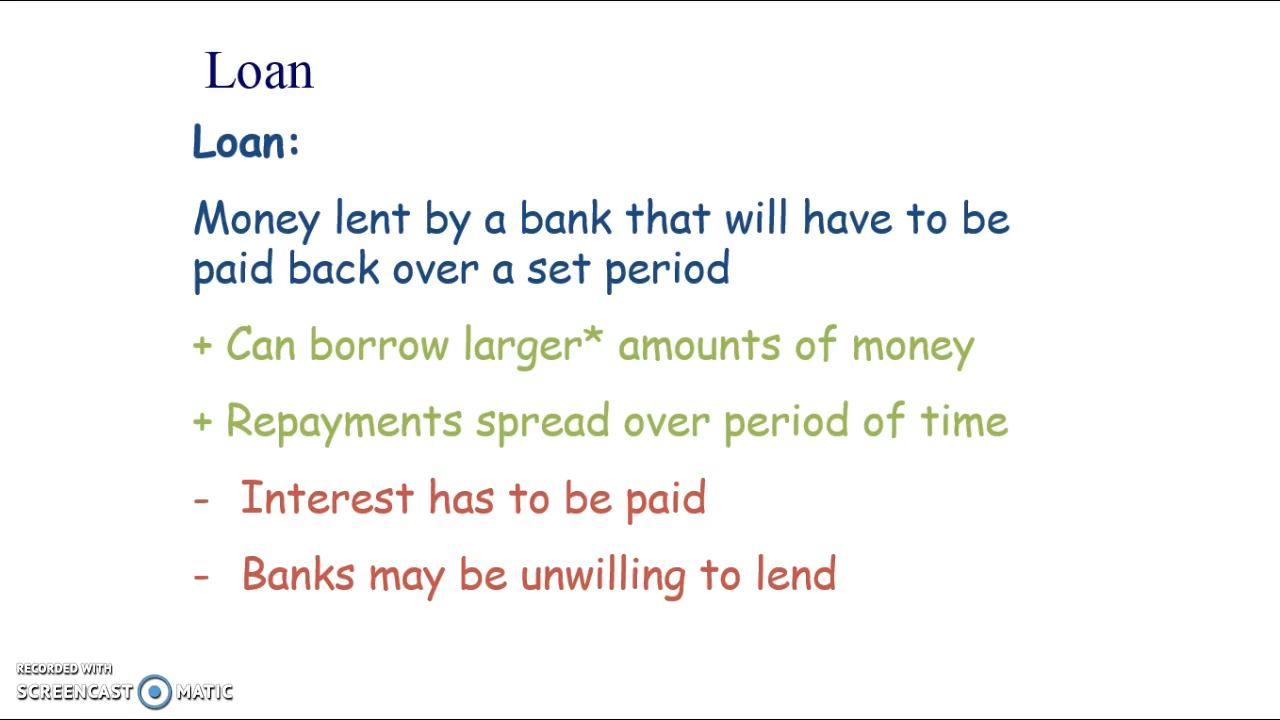 Loan
Loan:
Money lent by a bank that will have to be
paid back over a set period
+ Can borrow larger* amounts of money
+ Repayments spread over period of time
- Interest has to be paid
- Banks may be unwilling to lend
RECORDED WITH
SCREENCAST MATIC